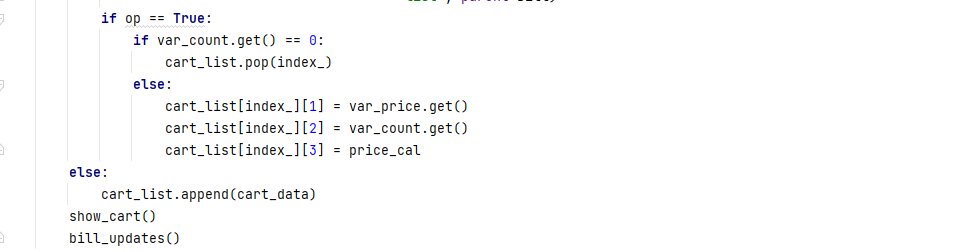 if op == True:
if var_count.get() == 0:
cart_list.pop(index_)
else:
cart_list[index_][1] = var_price.get()
cart_list[index_][2] = var_count.get()
cart_list[index_][3] = price_cal
else:
cart_list.append(cart_data)
show_cart()
bill_updates()